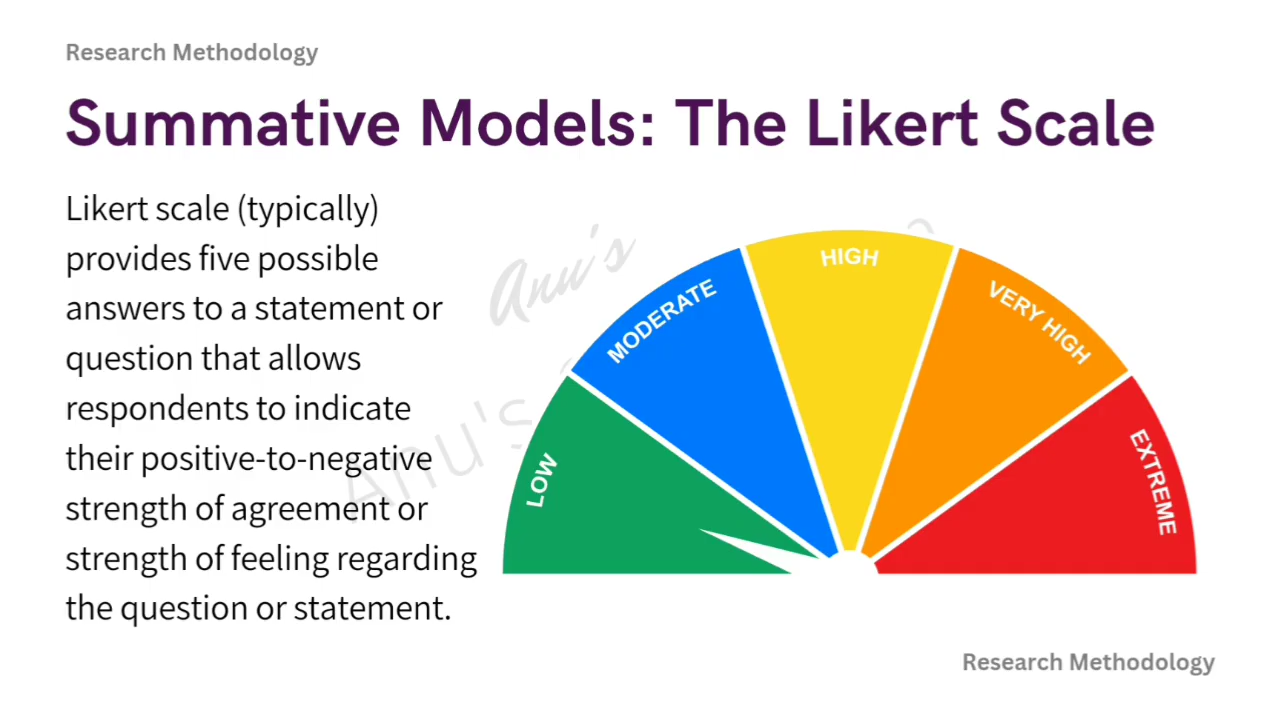 Research Methodology
Summative Models: The Likert Scale
Likert scale (typically)
provides five possible
answers to a statement or
question that allows
respondents to indicate
their positive-to-negative
strength of agreement or
strength of feeling regarding
the question or statement.
Anu's
Anu's
LOW
MODERATE
HIGH
VERY HIGH
EXTREME
Research Methodology